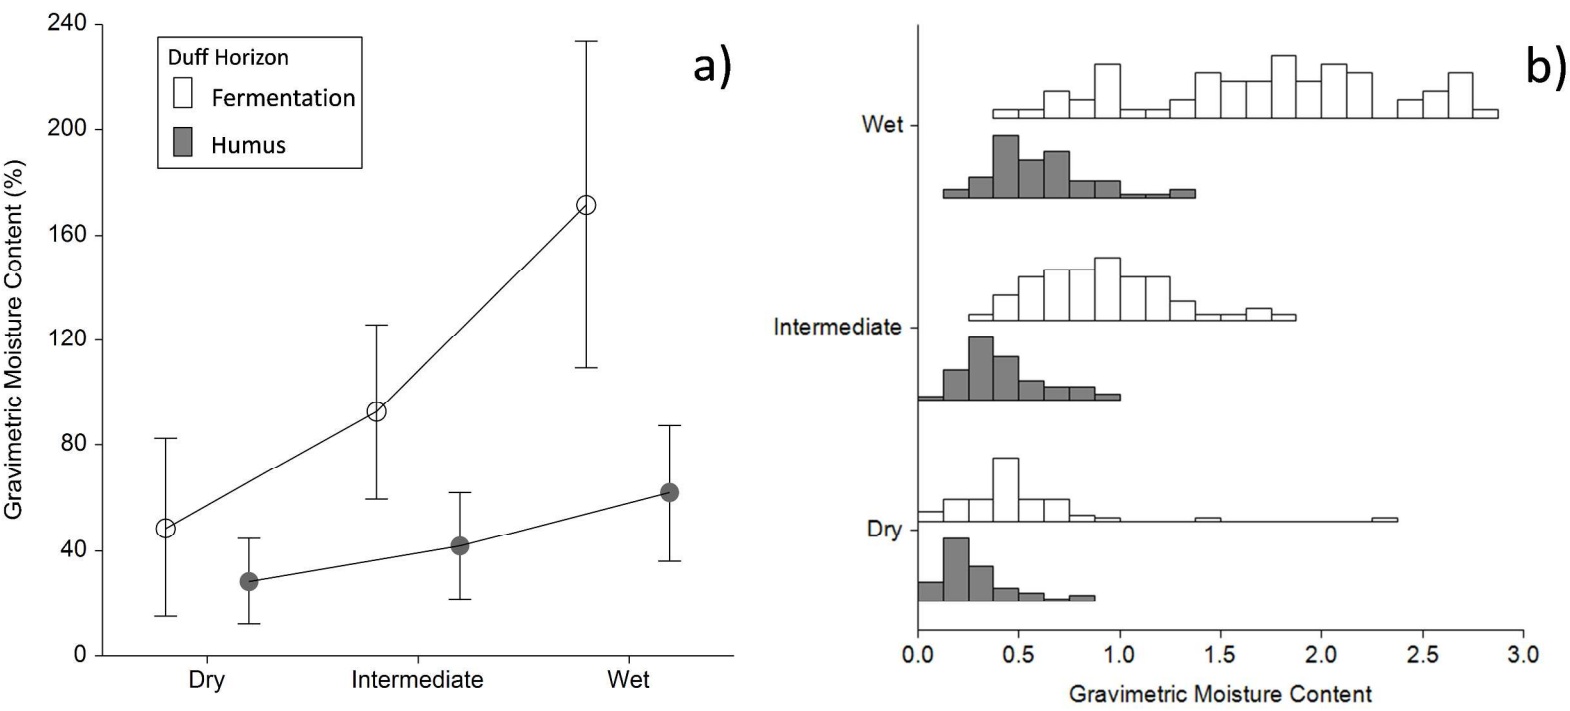 a)
Gravimetric Moisture Content (%)
240
200
160
120
80
40
0
Duff Horizon
Fermentation
Humus
Dry
Intermediate
Wet
b)
Wet
Intermediate
Dry
0.0
0.5
1.0
1.5
2.0
2.5
3.0
Gravimetric Moisture Content